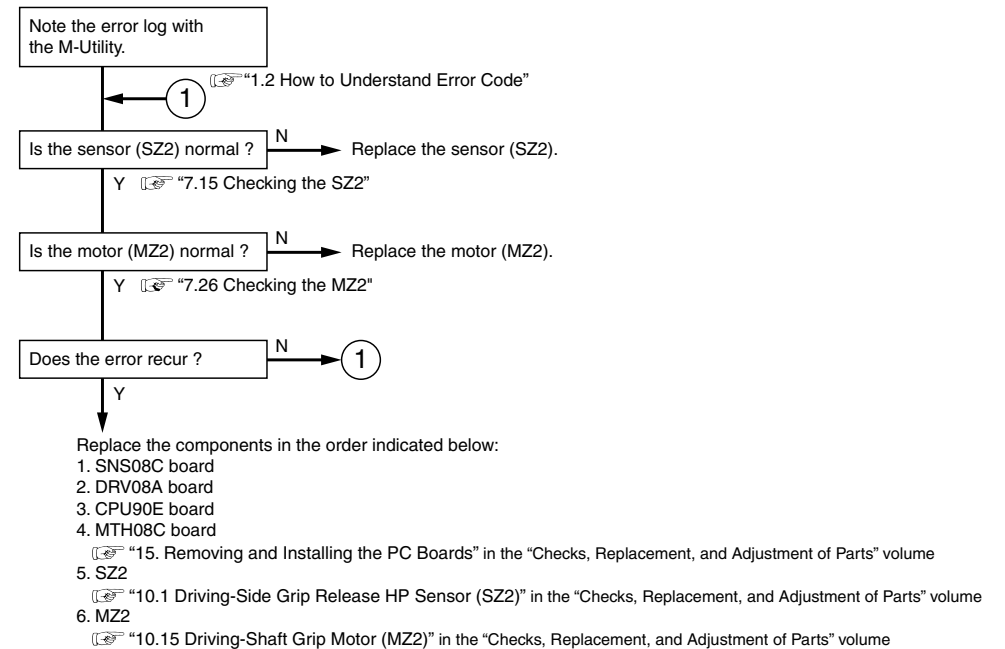 Note the error log with
the M-Utility.
“1.2 How to Understand Error Code”
1
Is the sensor (SZ2) normal ?
N
Replace the sensor (SZ2).
Y
“7.15 Checking the SZ2”
Is the motor (MZ2) normal ?
N
Replace the motor (MZ2).
Y
“7.26 Checking the MZ2"
Does the error recur ?
N
1
Y
Replace the components in the order indicated below:
1. SNS08C board
2. DRV08A board
3. CPU90E board
4. MTH08C board
“15. Removing and Installing the PC Boards” in the “Checks, Replacement, and Adjustment of Parts” volume
5. SZ2
“10.1 Driving-Side Grip Release HP Sensor (SZ2)” in the “Checks, Replacement, and Adjustment of Parts” volume
6. MZ2
“10.15 Driving-Shaft Grip Motor (MZ2)” in the “Checks, Replacement, and Adjustment of Parts” volume